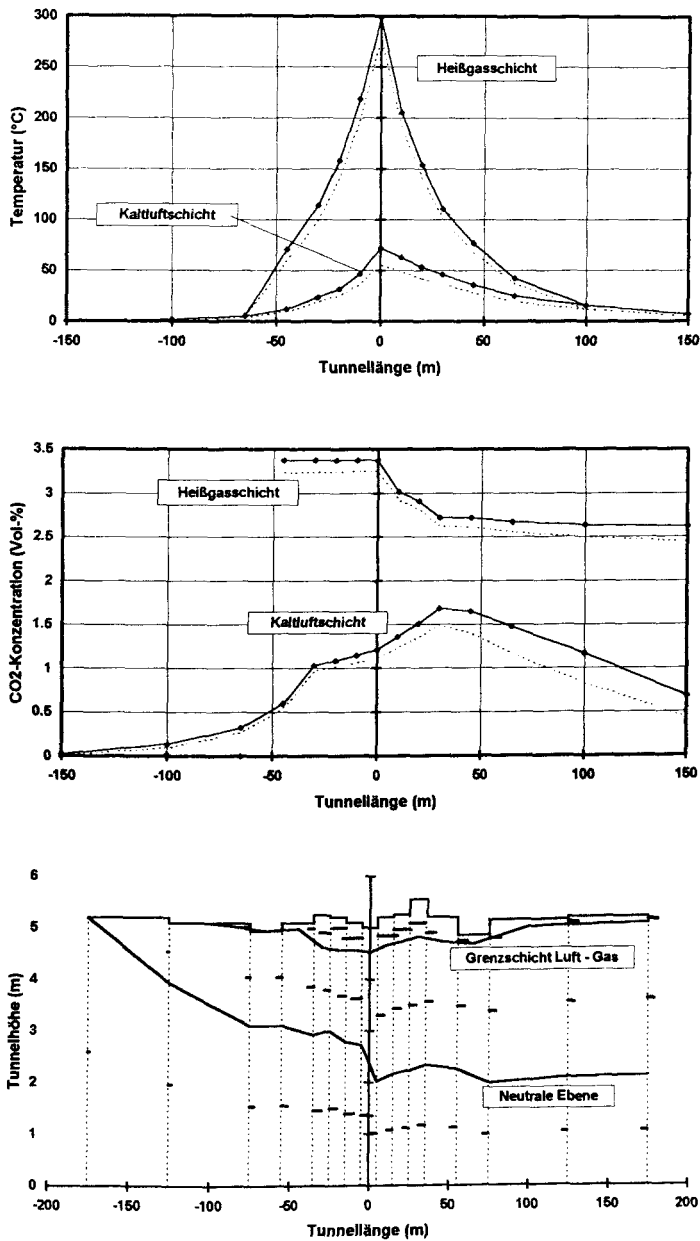 300
250
200
150
100
50
0
Temperatur (°C)
Heißgasschicht
Kaltluftschicht
-150 -100 -50 0 50 100 150
Tunnellänge (m)
3.5
3
2.5
2
1.5
1
0.5
0
CO2-Konzentration (Vol-%)
Heißgasschicht
Kaltluftschicht
-150 -100 -50 0 50 100 150
Tunnellänge (m)
6
5
4
3
2
1
0
Tunnelhöhe (m)
Grenzschicht Luft - Gas
Neutrale Ebene
-200 -150 -100 -50 0 50 100 150 200
Tunnellänge (m)